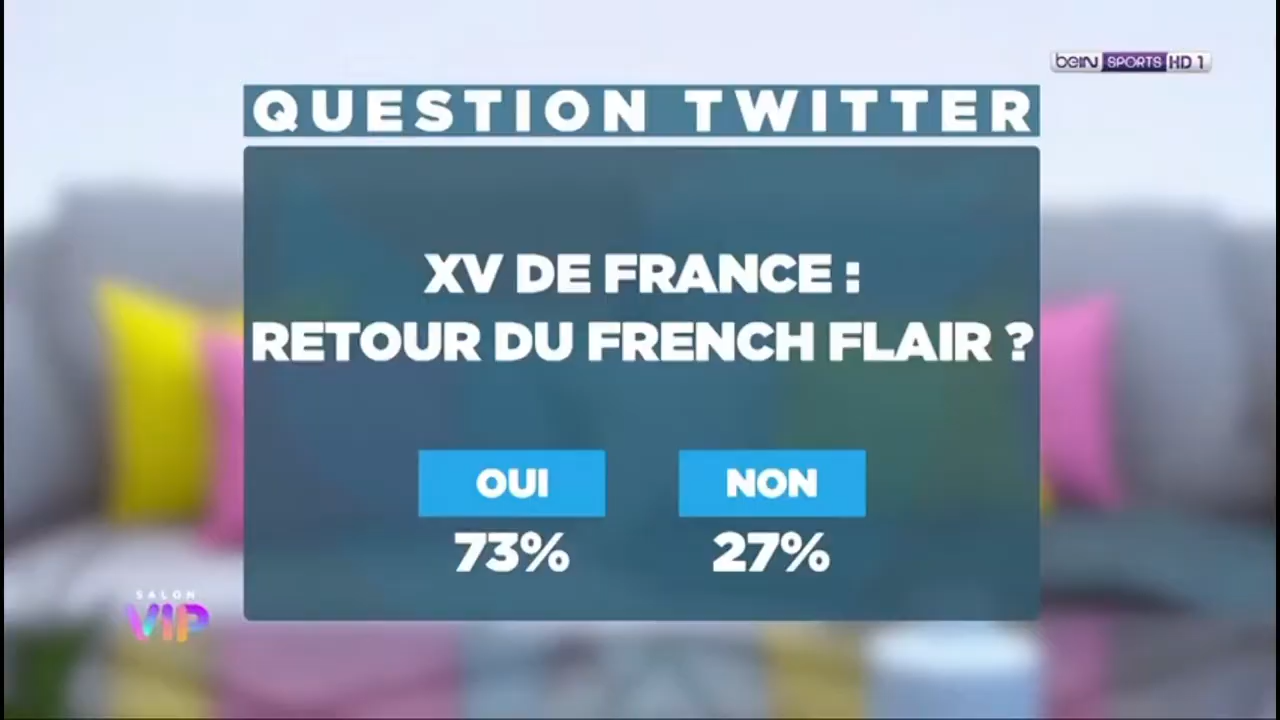 beIN SPORTS HD 1
QUESTION TWITTER
XV DE FRANCE :
RETOUR DU FRENCH FLAIR ?
OUI NON
73% 27%
SALON
VIP